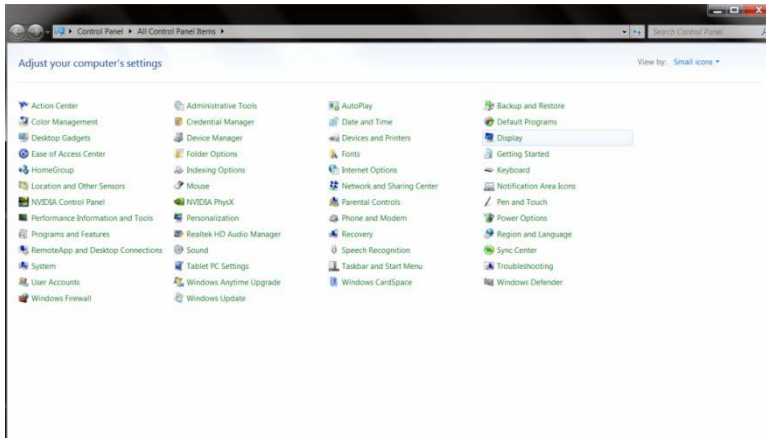 Control Panel All Control Panel Items Search Control Panel
Adjust your computer's settings View by: Small icons
Action Center Administrative Tools AutoPlay Backup and Restore
Color Management Credential Manager Date and Time Default Programs
Desktop Gadgets Device Manager Devices and Printers Display
Ease of Access Center Folder Options Fonts Getting Started
HomeGroup Indexing Options Internet Options Keyboard
Location and Other Sensors Mouse Network and Sharing Center Notification Area Icons
NVIDIA Control Panel NVIDIA PhysX Parental Controls Pen and Touch
Performance Information and Tools Personalization Phone and Modem Power Options
Programs and Features Realtek HD Audio Manager Recovery Region and Language
RemoteApp and Desktop Connections Sound Speech Recognition Sync Center
System Tablet PC Settings Taskbar and Start Menu Troubleshooting
User Accounts Windows Anytime Upgrade Windows CardSpace Windows Defender
Windows Firewall Windows Update